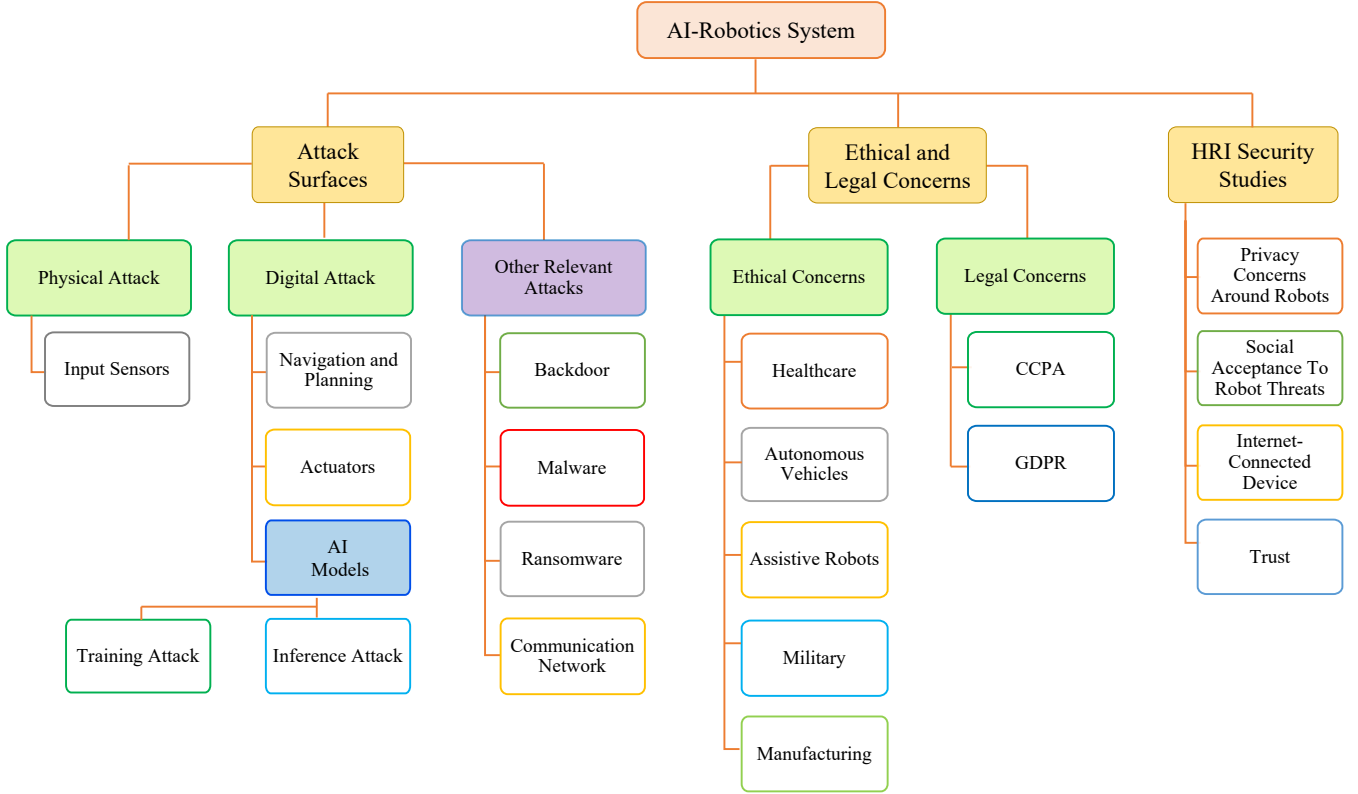 AI-Robotics System
Attack
Surfaces
Ethical and
Legal Concerns
HRI Security
Studies
Physical Attack
Digital Attack
Other Relevant
Attacks
Ethical Concerns
Legal Concerns
Privacy
Concerns
Around Robots
Input Sensors
Navigation and
Planning
Backdoor
Healthcare
CCPA
Social
Acceptance To
Robot Threats
Actuators
Malware
Autonomous
Vehicles
GDPR
Internet-
Connected
Device
AI
Models
Ransomware
Assistive Robots
Trust
Training Attack
Inference Attack
Communication
Network
Military
Manufacturing